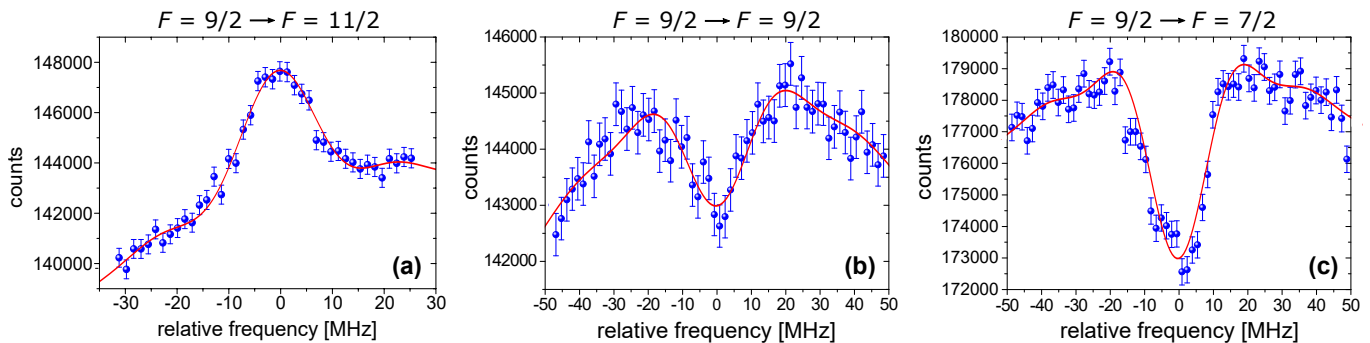 F = 9/2 → F = 11/2
148000
146000
144000
142000
140000
counts
-30 -20 -10 0 10 20 30
relative frequency [MHz]
(a)
F = 9/2 → F = 9/2
146000
145000
144000
143000
142000
counts
-50 -40 -30 -20 -10 0 10 20 30 40 50
relative frequency [MHz]
(b)
F = 9/2 → F = 7/2
180000
179000
178000
177000
176000
175000
174000
173000
172000
counts
-50 -40 -30 -20 -10 0 10 20 30 40 50
relative frequency [MHz]
(c)